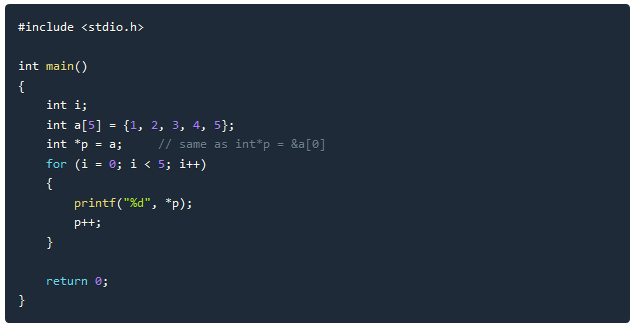 #include <stdio.h>

int main()
{
    int i;
    int a[5] = {1, 2, 3, 4, 5};
    int *p = a;     // same as int*p = &a[0]
    for (i = 0; i < 5; i++)
    {
        printf("%d", *p);
        p++;
    }

    return 0;
}